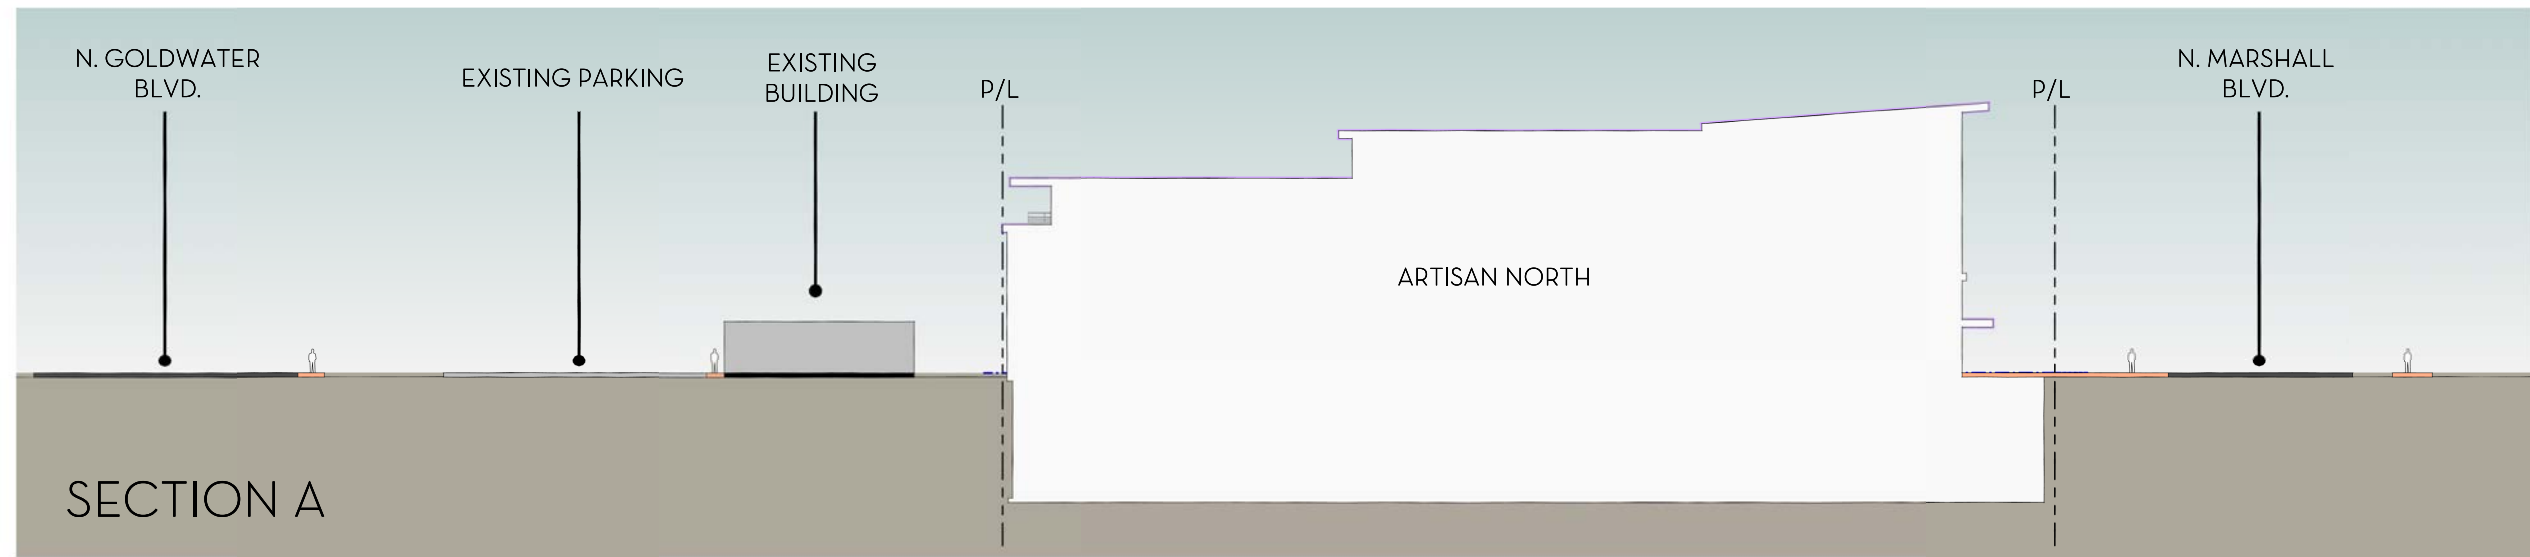 N. GOLDWATER
BLVD.
EXISTING PARKING
EXISTING
BUILDING
P/L
ARTISAN NORTH
P/L
N. MARSHALL
BLVD.
SECTION A